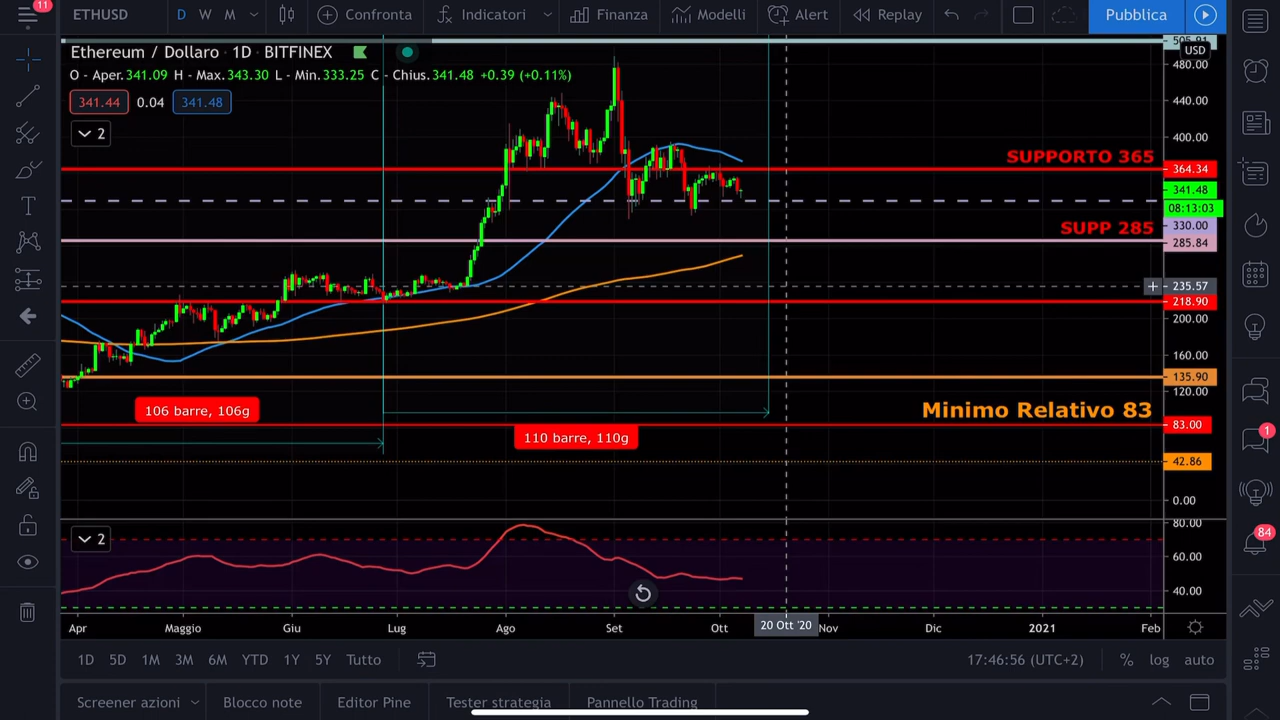 11
ETHUSD
D W M
Confronta
Indicatori
Finanza
Modelli
Alert
Replay
Pubblica
Ethereum / Dollaro · 1D · BITFINEX
O - Aper.341.09 H - Max.343.30 L - Min.333.25 C - Chius.341.48 +0.39 (+0.11%)
341.44 0.04 341.48
2
505.91
USD
480.00
440.00
400.00
SUPPORTO 365
364.34
341.48
08:13:03
330.00
SUPP 285
285.84
235.57
218.90
200.00
160.00
135.90
120.00
106 barre, 106g
Minimo Relativo 83
83.00
110 barre, 110g
42.86
0.00
2
80.00
60.00
40.00
1
84
Apr Maggio Giu Lug Ago Set Ott 20 Ott '20 Nov Dic 2021 Feb
1D 5D 1M 3M 6M YTD 1Y 5Y Tutto
17:46:56 (UTC+2) % log auto
Screener azioni Blocco note Editor Pine Tester strategia Pannello Trading